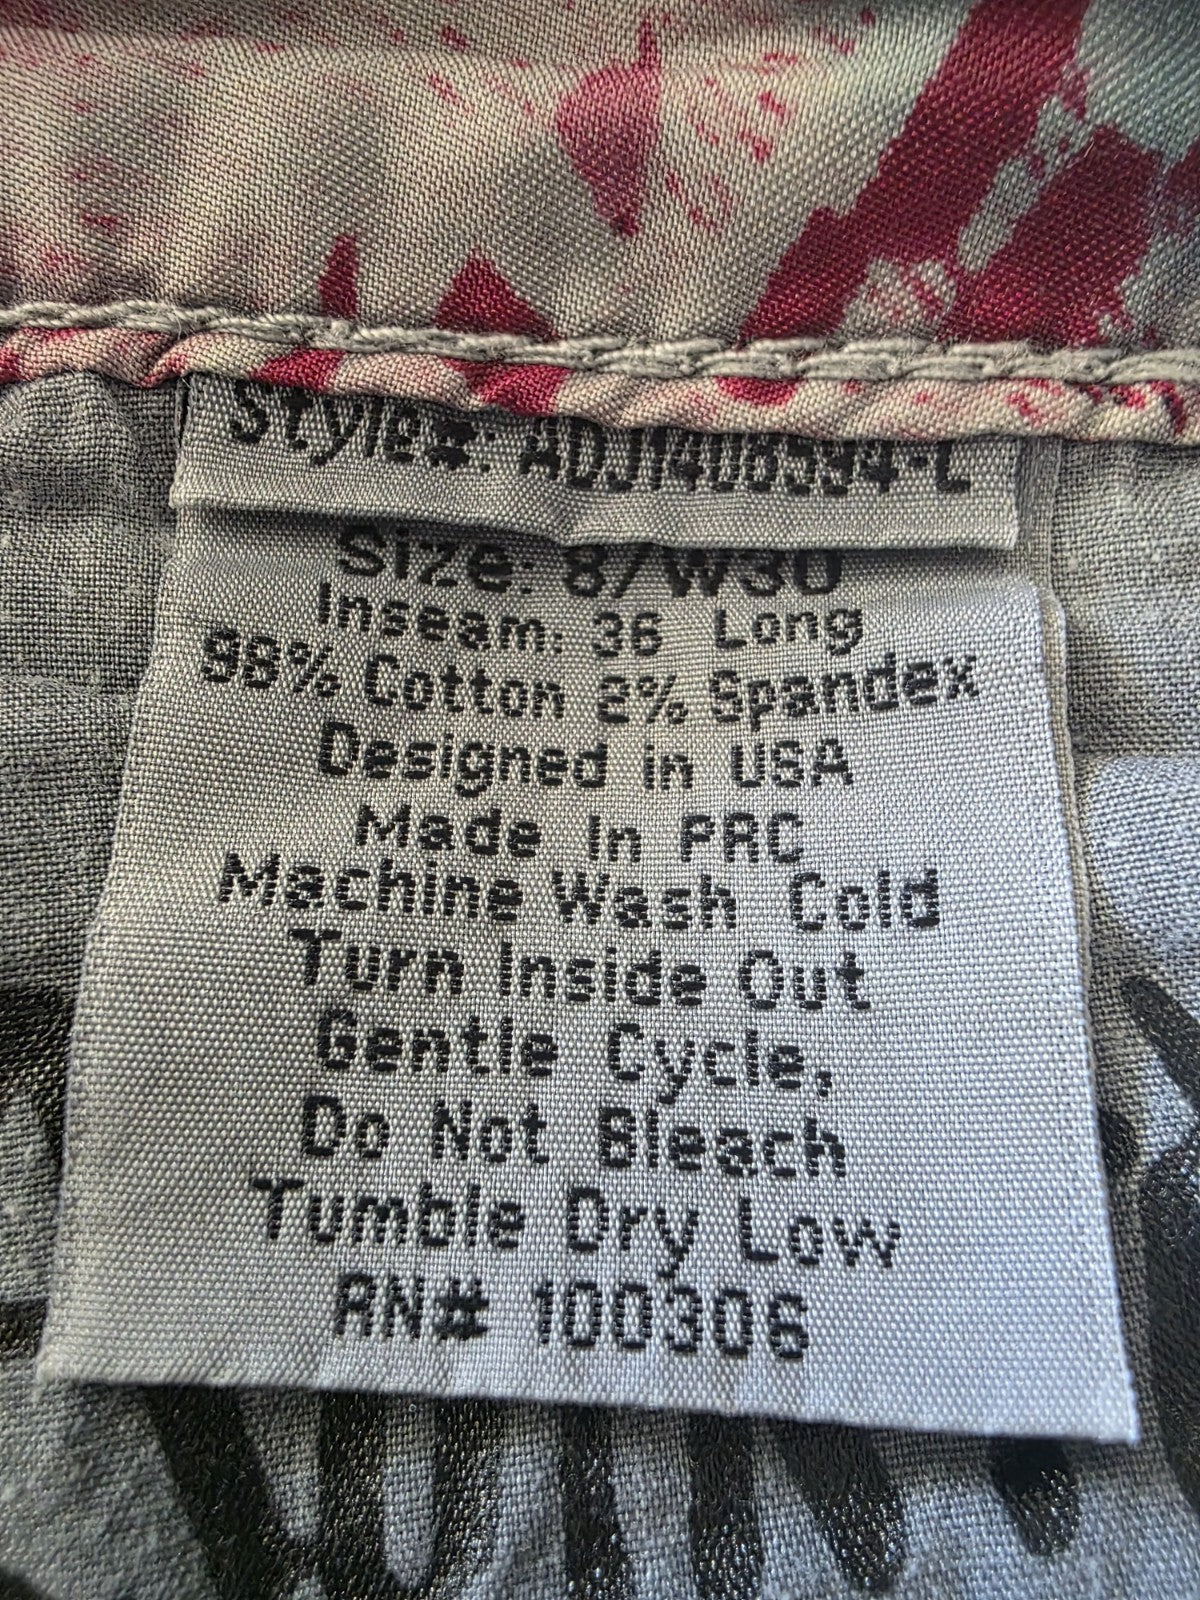 Style#: ADJ1406594-L
Size: 8/W30
Inseam: 36 Long
98% Cotton 2% Spandex
Designed in USA
Made In PRC
Machine Wash Cold
Turn Inside Out
Gentle Cycle,
Do Not Bleach
Tumble Dry Low
RN# 100306